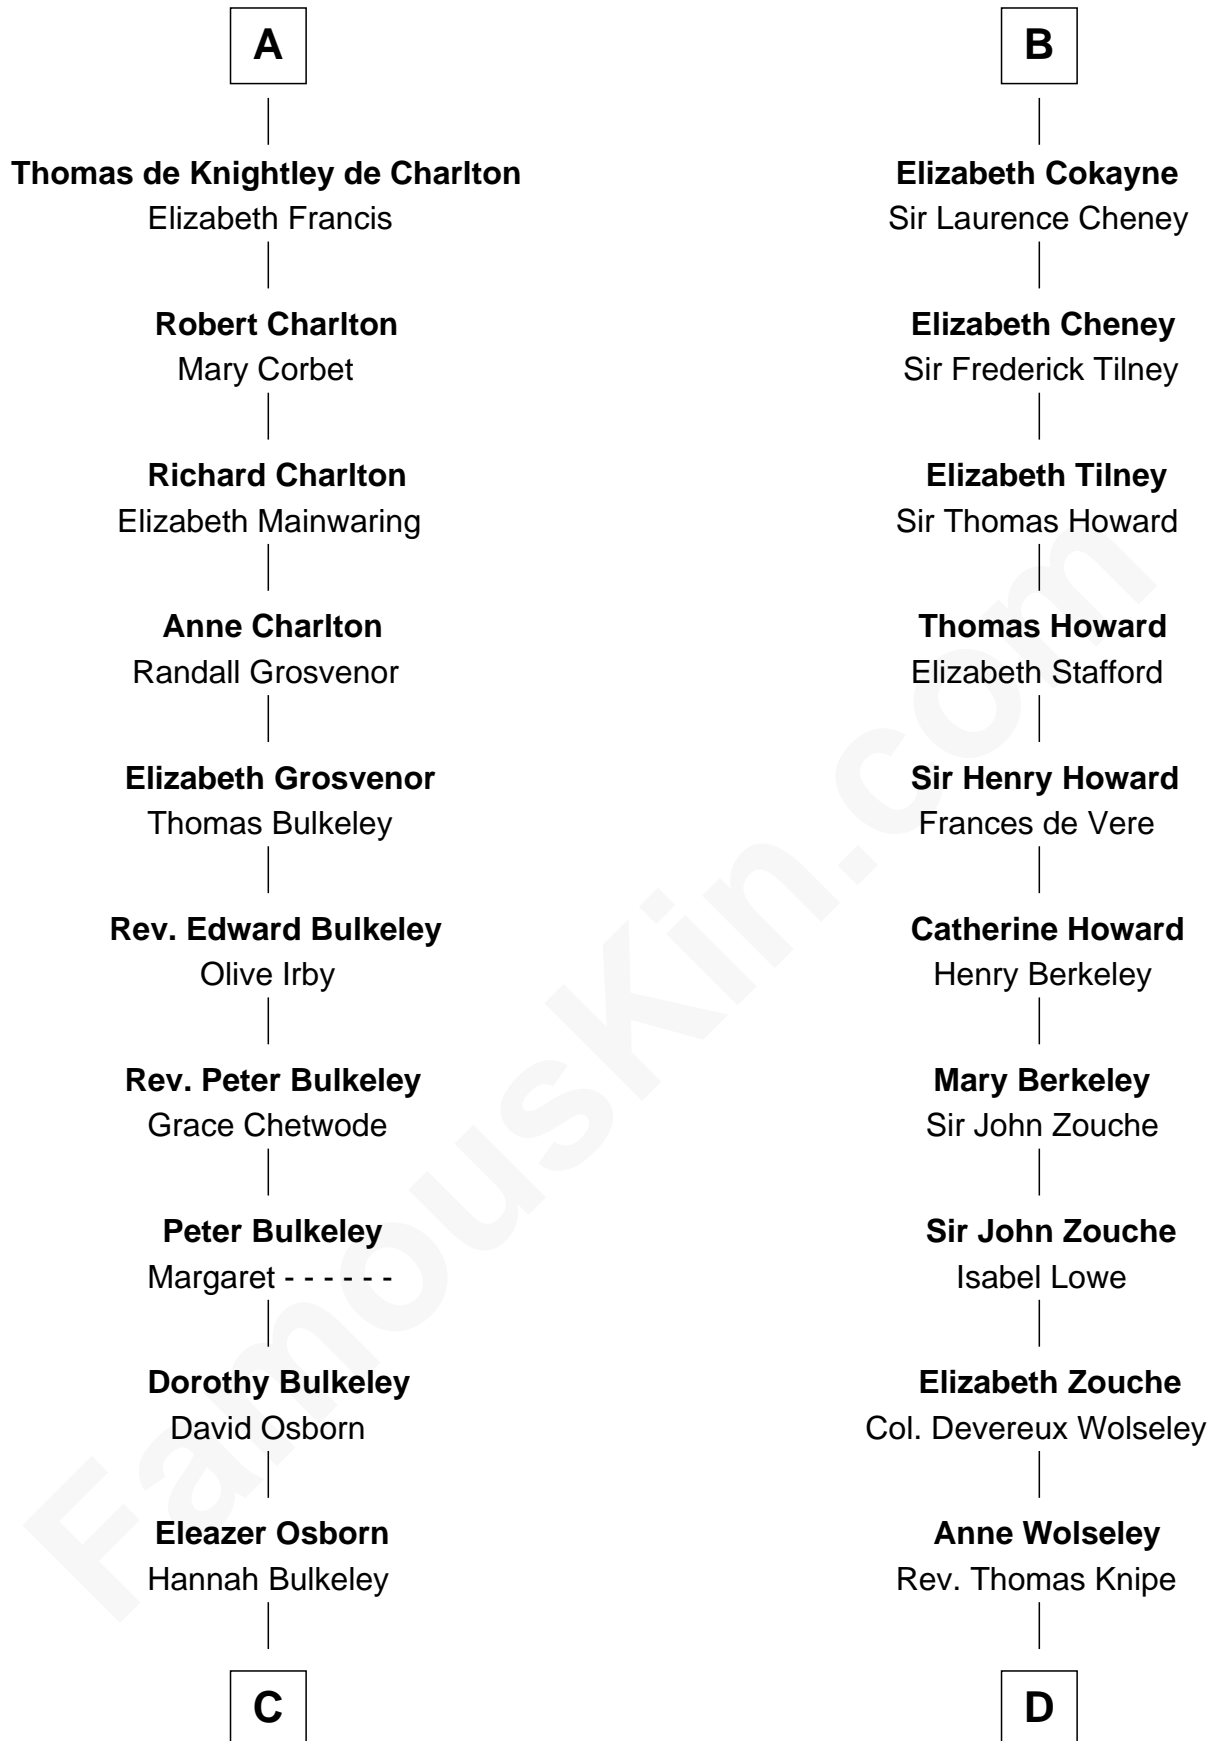 A
Thomas de Knightley de Charlton
Elizabeth Francis
Robert Charlton
Mary Corbet
Richard Charlton
Elizabeth Mainwaring
Anne Charlton
Randall Grosvenor
Elizabeth Grosvenor
Thomas Bulkeley
Rev. Edward Bulkeley
Olive Irby
Rev. Peter Bulkeley
Grace Chetwode
Peter Bulkeley
Margaret - - - - - -
Dorothy Bulkeley
David Osborn
Eleazer Osborn
Hannah Bulkeley
C
B
Elizabeth Cokayne
Sir Laurence Cheney
Elizabeth Cheney
Sir Frederick Tilney
Elizabeth Tilney
Sir Thomas Howard
Thomas Howard
Elizabeth Stafford
Sir Henry Howard
Frances de Vere
Catherine Howard
Henry Berkeley
Mary Berkeley
Sir John Zouche
Sir John Zouche
Isabel Lowe
Elizabeth Zouche
Col. Devereux Wolseley
Anne Wolseley
Rev. Thomas Knipe
D
FamousKin.com